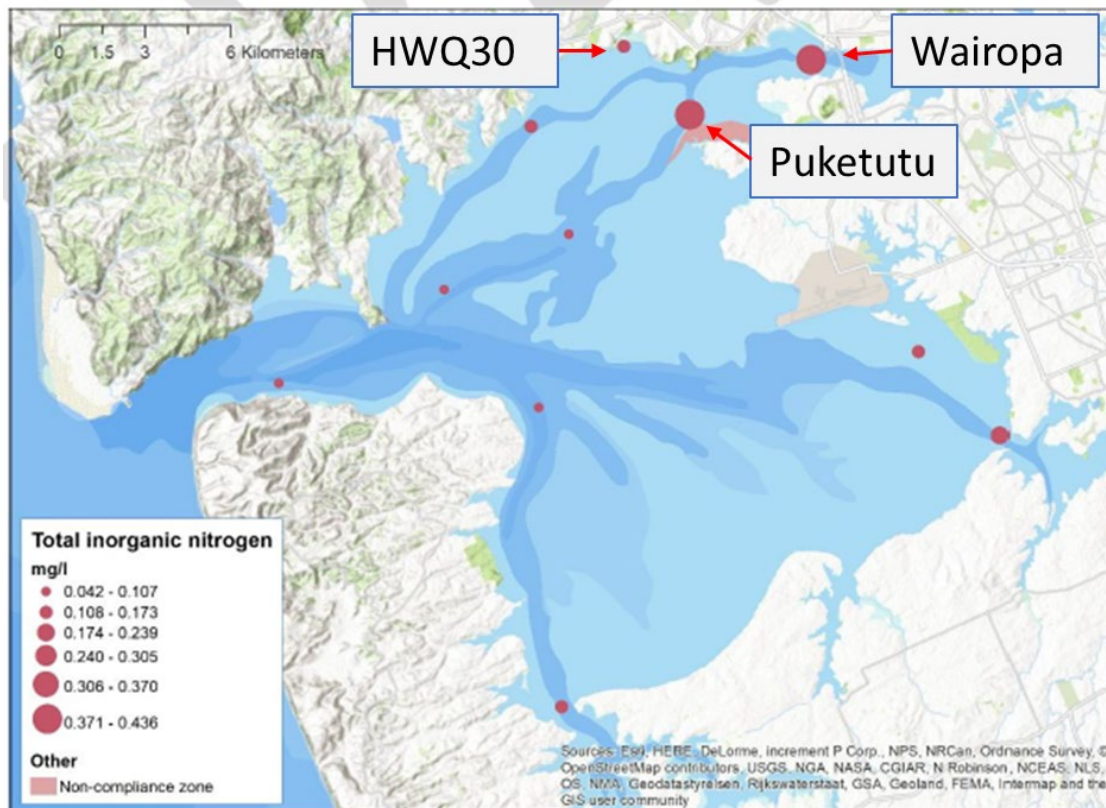 0 1.5 3 6 Kilometers
HWQ30
Wairopa
Puketutu
Total inorganic nitrogen
mg/l
0.042 - 0.107
0.108 - 0.173
0.174 - 0.239
0.240 - 0.305
0.306 - 0.370
0.371 - 0.436
Other
Non-compliance zone
Sources: Esri, HERE, DeLorme, increment P Corp., NPS, NRCan, Ordnance Survey, ©
OpenStreetMap contributors, USGS, NGA, NASA, CGIAR, N Robinson, NCEAS, NLS,
OS, NMA, Geodatastyrelsen, Rijkswaterstaat, GSA, Geoland, FEMA, Intermap and the
GIS user community